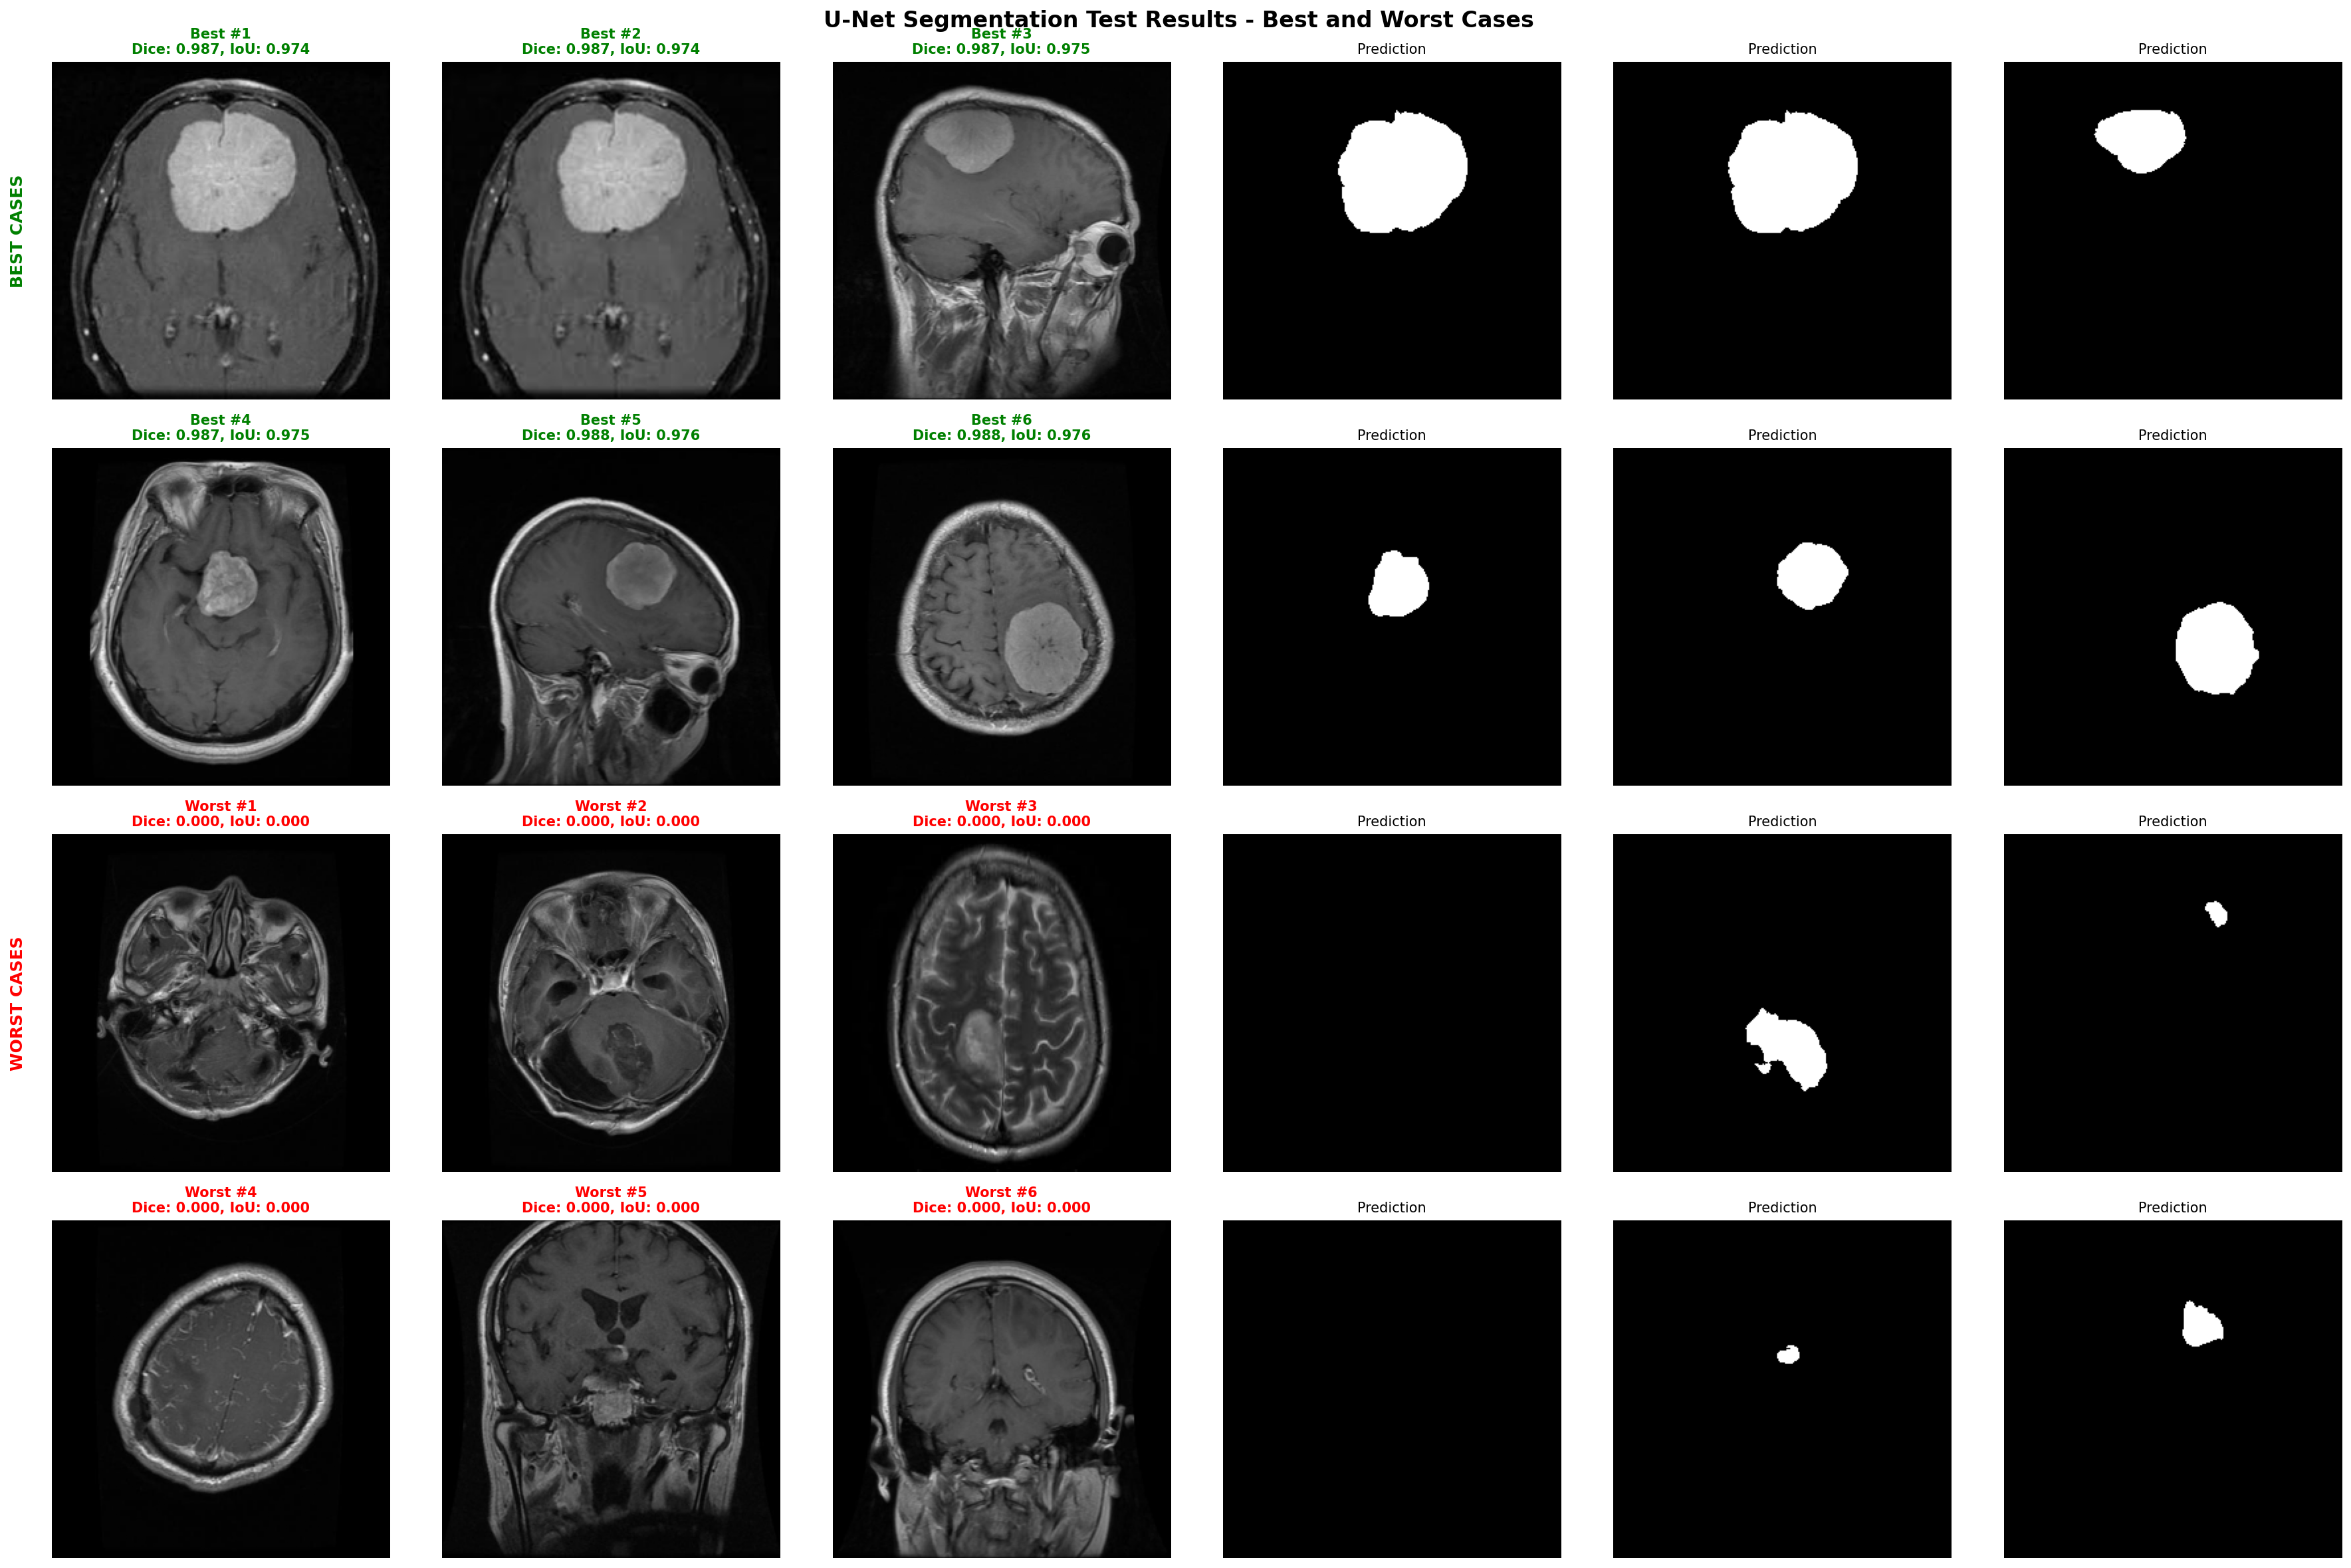 U-Net Segmentation Test Results - Best and Worst Cases
BEST CASES
Best #1
Dice: 0.987, IoU: 0.974
Best #2
Dice: 0.987, IoU: 0.974
Best #3
Dice: 0.987, IoU: 0.975
Prediction
Prediction
Prediction
Best #4
Dice: 0.987, IoU: 0.975
Best #5
Dice: 0.988, IoU: 0.976
Best #6
Dice: 0.988, IoU: 0.976
Prediction
Prediction
Prediction
WORST CASES
Worst #1
Dice: 0.000, IoU: 0.000
Worst #2
Dice: 0.000, IoU: 0.000
Worst #3
Dice: 0.000, IoU: 0.000
Prediction
Prediction
Prediction
Worst #4
Dice: 0.000, IoU: 0.000
Worst #5
Dice: 0.000, IoU: 0.000
Worst #6
Dice: 0.000, IoU: 0.000
Prediction
Prediction
Prediction